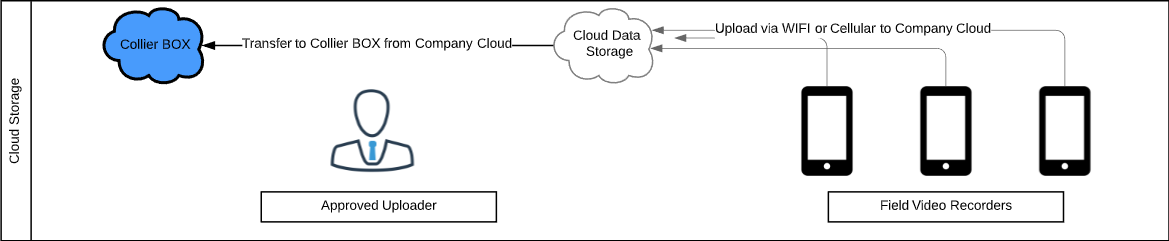 Cloud Storage
Collier BOX
Transfer to Collier BOX from Company Cloud
Cloud Data
Storage
Upload via WIFI or Cellular to Company Cloud
Approved Uploader
Field Video Recorders